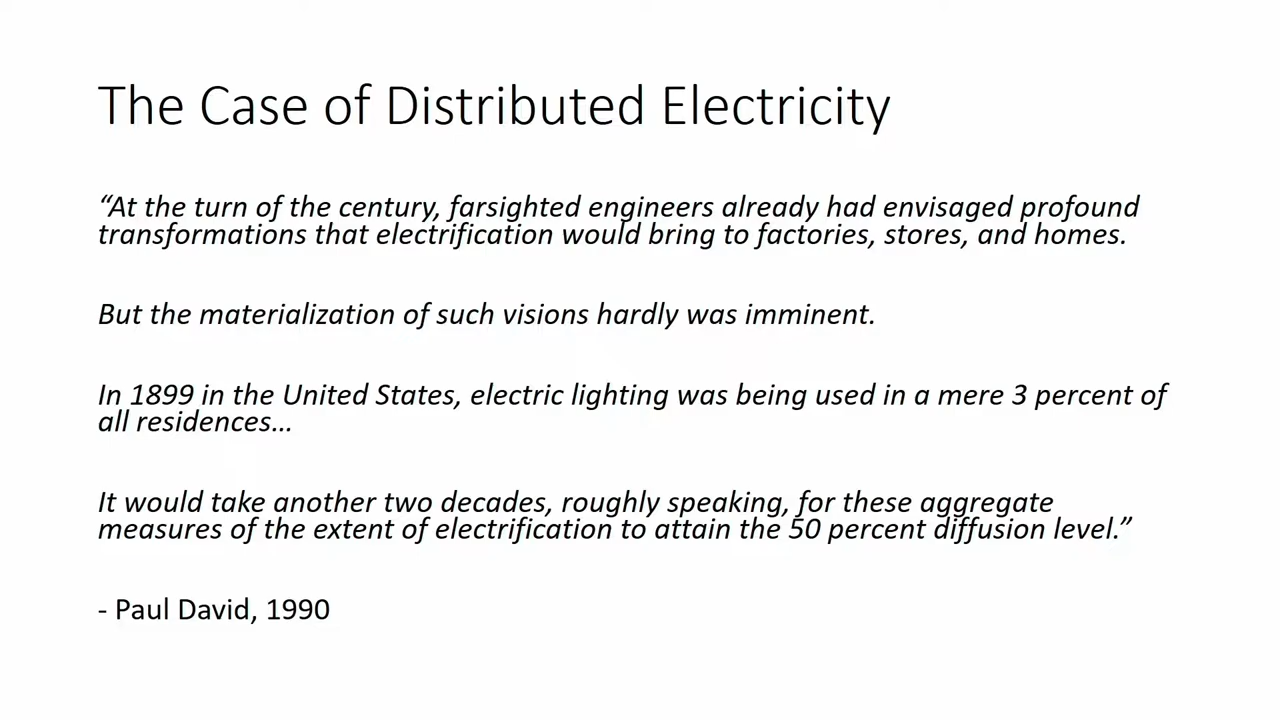 The Case of Distributed Electricity
“At the turn of the century, farsighted engineers already had envisaged profound
transformations that electrification would bring to factories, stores, and homes.
But the materialization of such visions hardly was imminent.
In 1899 in the United States, electric lighting was being used in a mere 3 percent of
all residences…
It would take another two decades, roughly speaking, for these aggregate
measures of the extent of electrification to attain the 50 percent diffusion level.”
- Paul David, 1990